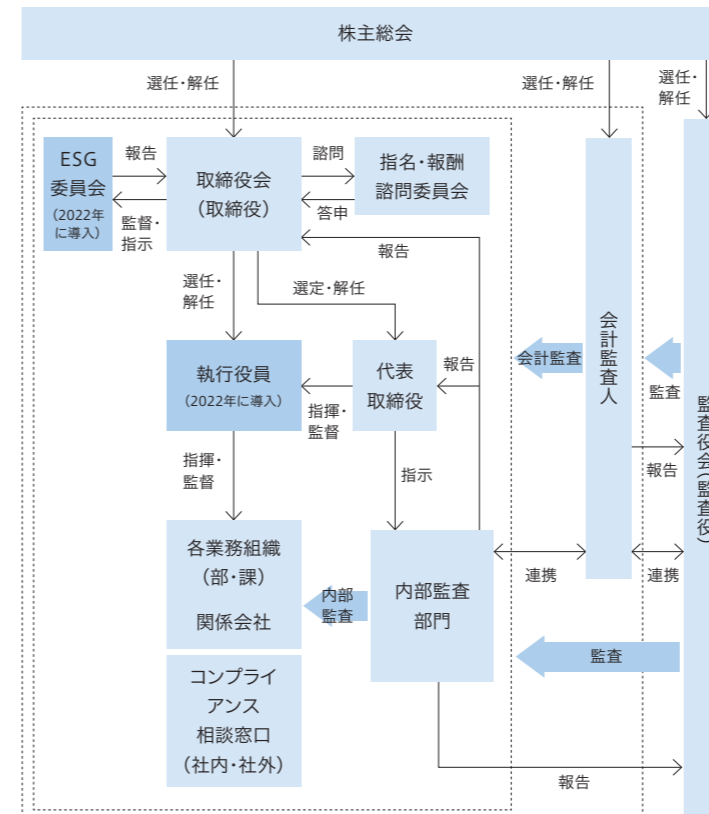 株主総会
選任・解任
選任・解任
選任・
解任
ESG
委員会
(2022年
に導入)
報告
監督・
指示
取締役会
(取締役)
諮問
答申
指名・報酬
諮問委員会
報告
選任・
解任
選定・解任
執行役員
(2022年に導入)
指揮・
監督
代表
取締役
報告
会計監査
会計監査人
監査
報告
監査役会(監査役)
指揮・
監督
指示
各業務組織
(部・課)
関係会社
内部
監査
内部監査
部門
連携
連携
監査
コンプライ
アンス
相談窓口
(社内・社外)
報告